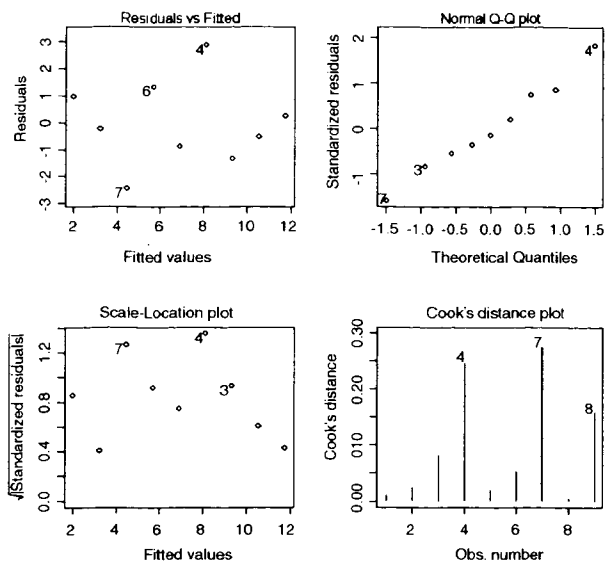 Residuals vs Fitted
Residuals
3
2
1
0
-1
-2
-3
4
6
7
2 4 6 8 10 12
Fitted values
Normal Q-Q plot
Standardized residuals
2
1
0
-1
4
3
7
-1.5 -1.0 -0.5 0.0 0.5 1.0 1.5
Theoretical Quantiles
Scale-Location plot
√|Standardized residuals|
1.2
0.8
0.4
0.0
7
4
3
2 4 6 8 10 12
Fitted values
Cook's distance plot
Cook's distance
0.30
0.20
0.10
0.00
4
7
8
2 4 6 8
Obs. number